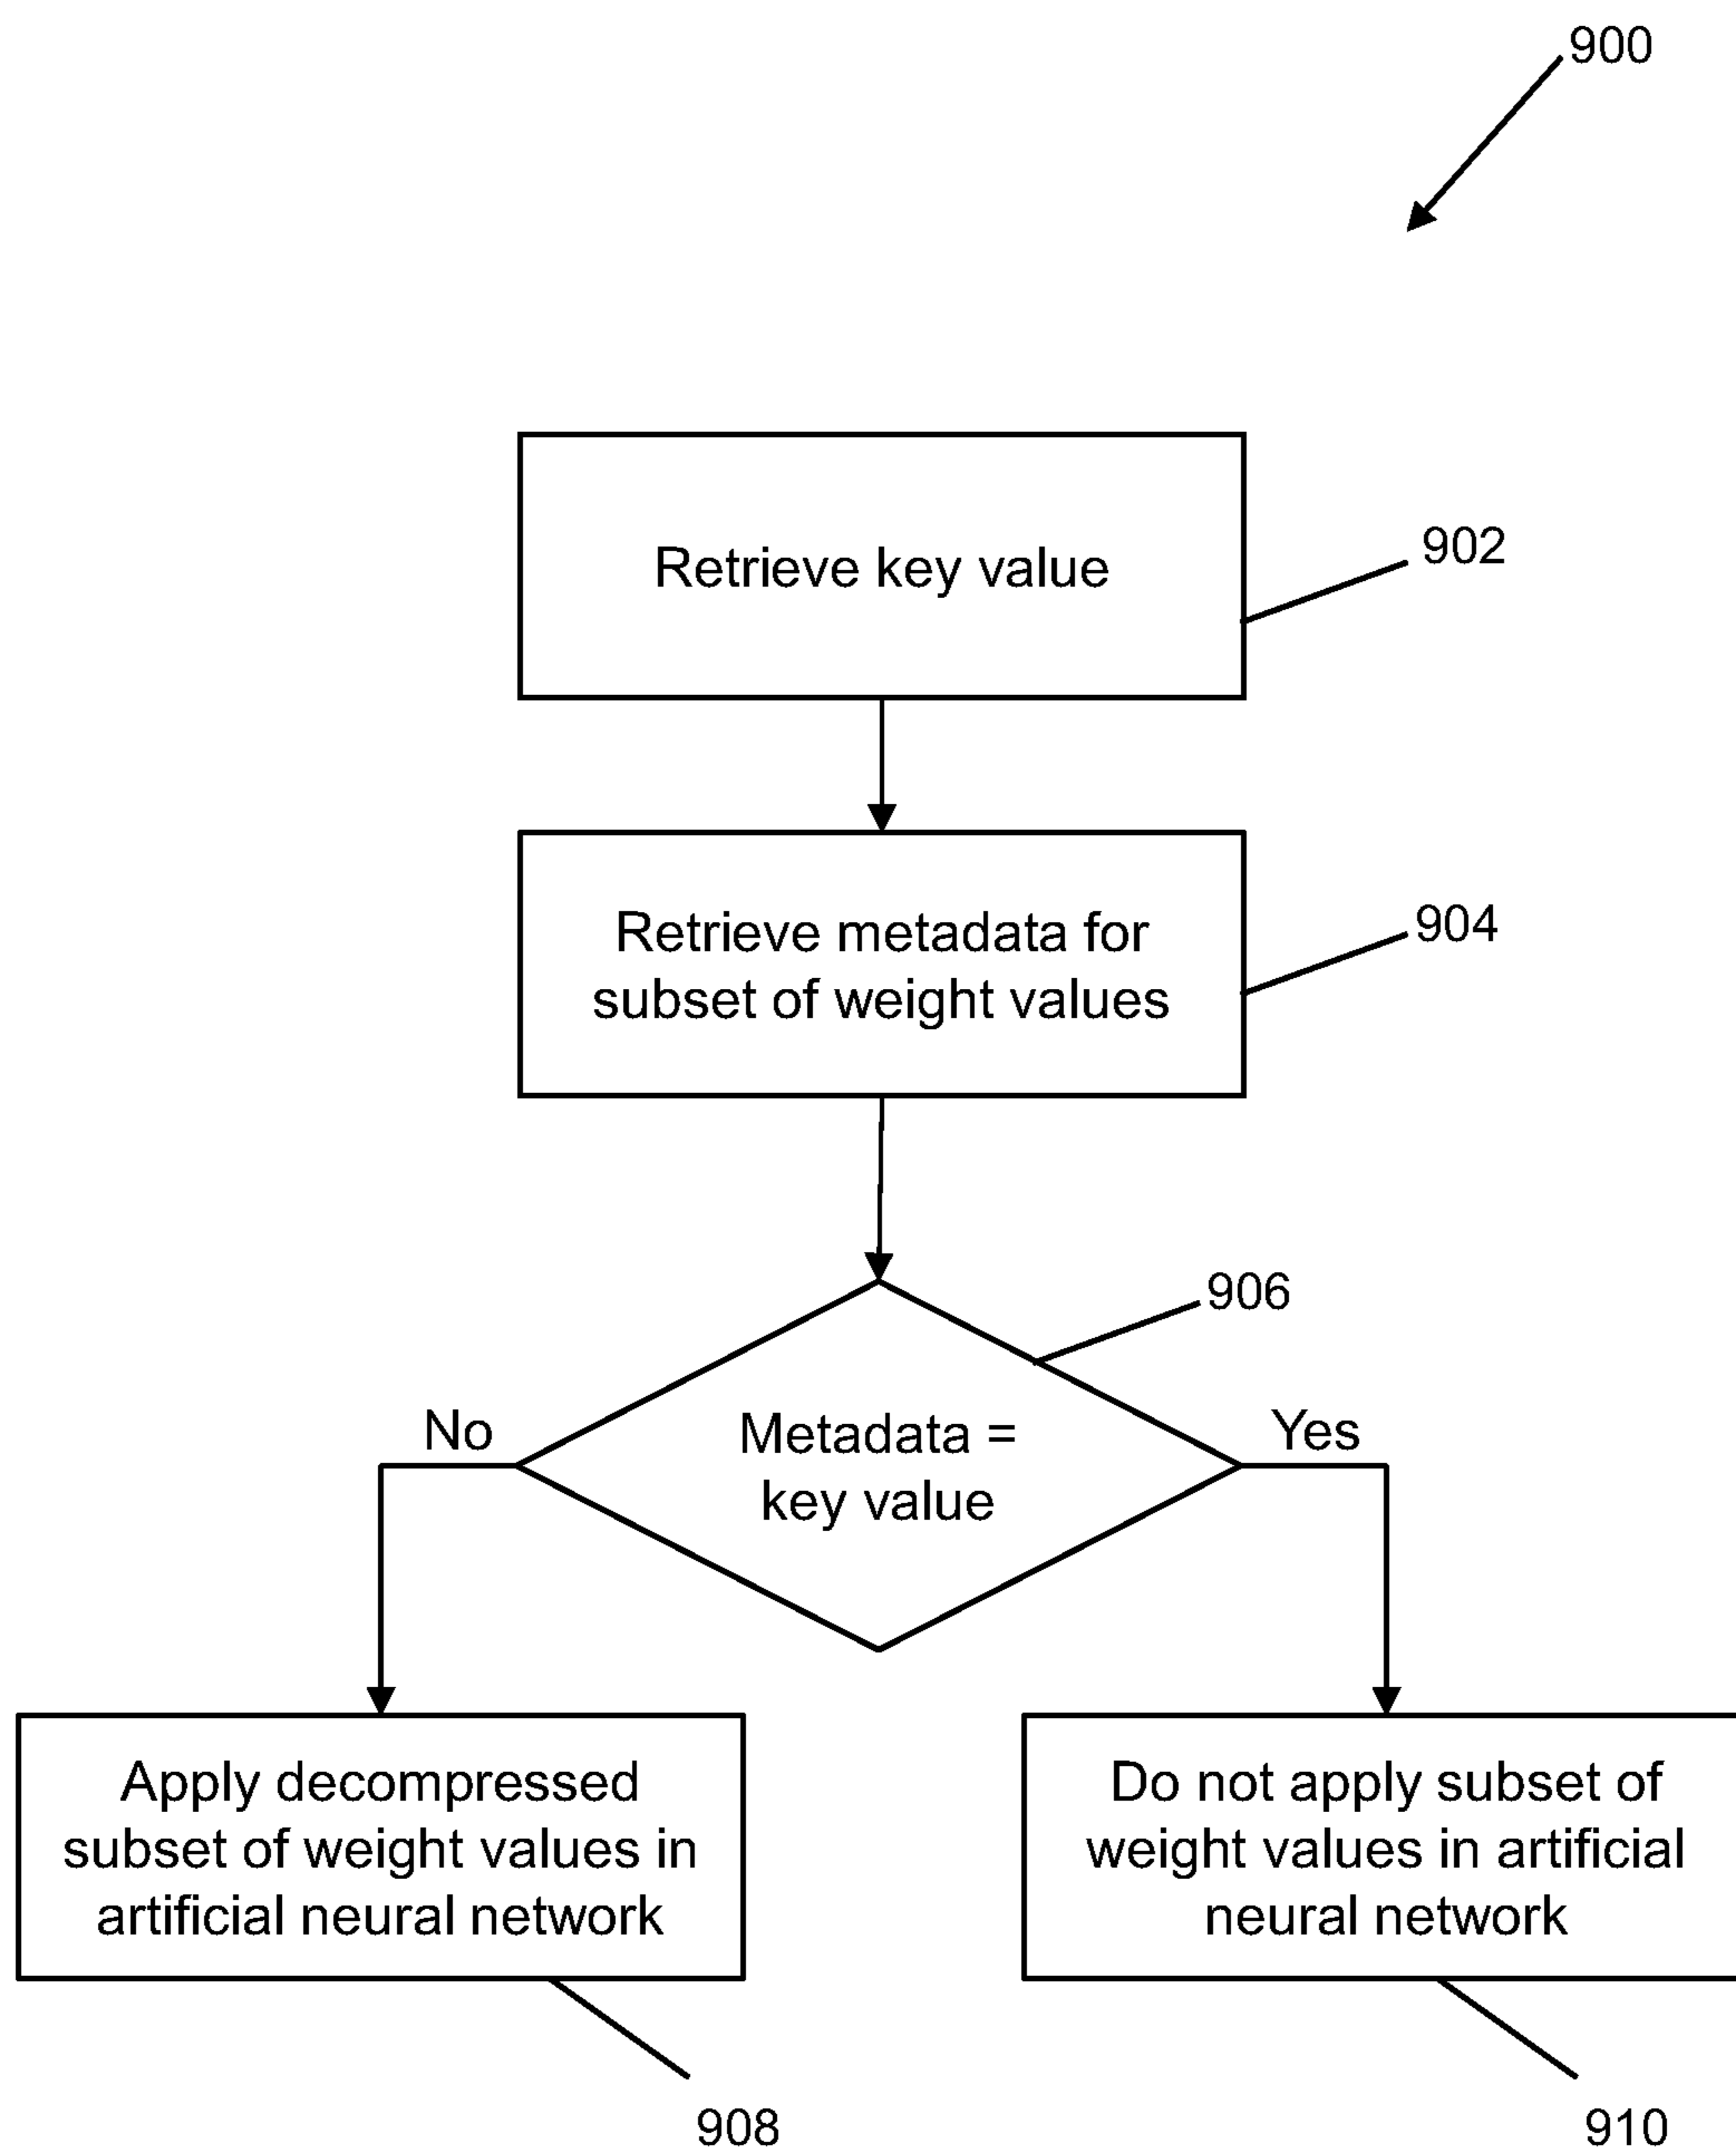 900
Retrieve key value
902
Retrieve metadata for
subset of weight values
904
906
Metadata =
key value
No
Yes
Apply decompressed
subset of weight values in
artificial neural network
Do not apply subset of
weight values in artificial
neural network
908
910